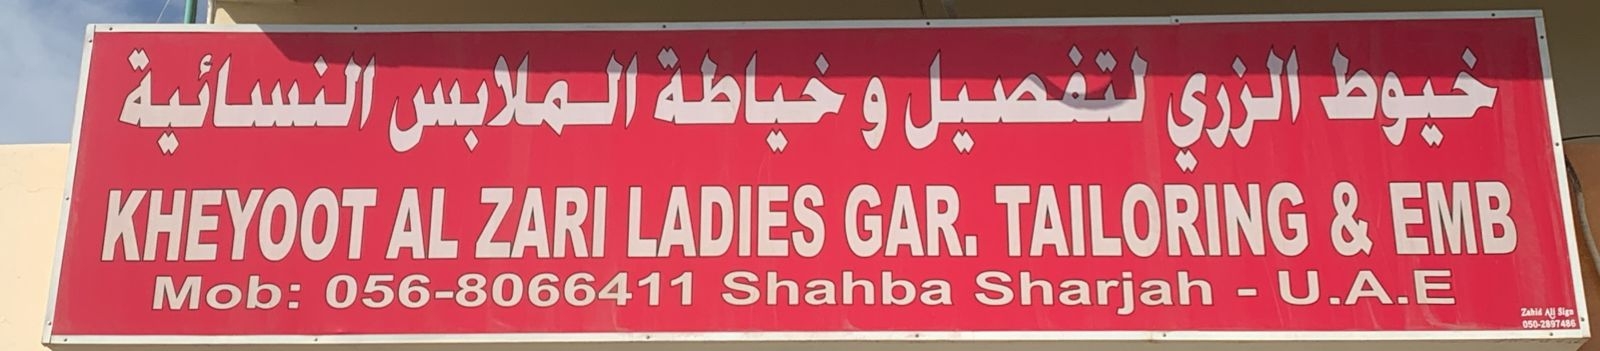 خيوط الزري لتفصيل و خياطة الملابس النسائية
KHEYOOT AL ZARI LADIES GAR. TAILORING & EMB
Mob: 056-8066411 Shahba Sharjah - U.A.E
Zahid Ali Sign
050-2897486